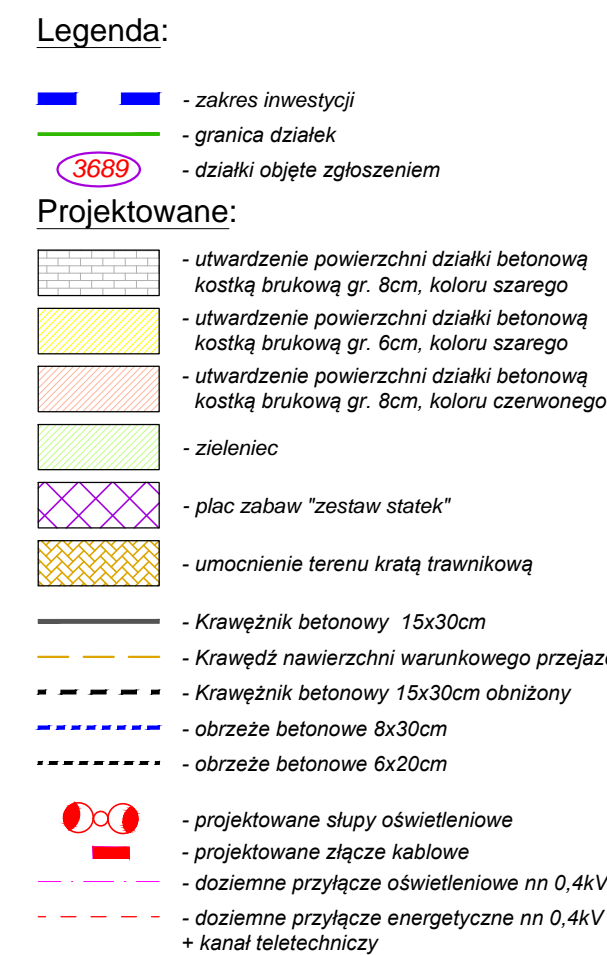 Legenda:
- zakres inwestycji
- granica działek
3689 - działki objęte zgłoszeniem
Projektowane:
- utwardzenie powierzchni działki betonową
kostką brukową gr. 8cm, koloru szarego
- utwardzenie powierzchni działki betonową
kostką brukową gr. 6cm, koloru szarego
- utwardzenie powierzchni działki betonową
kostką brukową gr. 8cm, koloru czerwonego
- zieleniec
- plac zabaw "zestaw statek"
- umocnienie terenu kratą trawnikową
- Krawężnik betonowy 15x30cm
- Krawędź nawierzchni warunkowego
- Krawężnik betonowy 15x30cm obniżony
- obrzeże betonowe 8x30cm
- obrzeże betonowe 6x20cm
- projektowane słupy oświetleniowe
- projektowane złącze kablowe
- doziemne przyłącze oświetleniowe nn 0,4kV
- doziemne przyłącze energetyczne nn 0,4kV
+ kanał teletechniczy